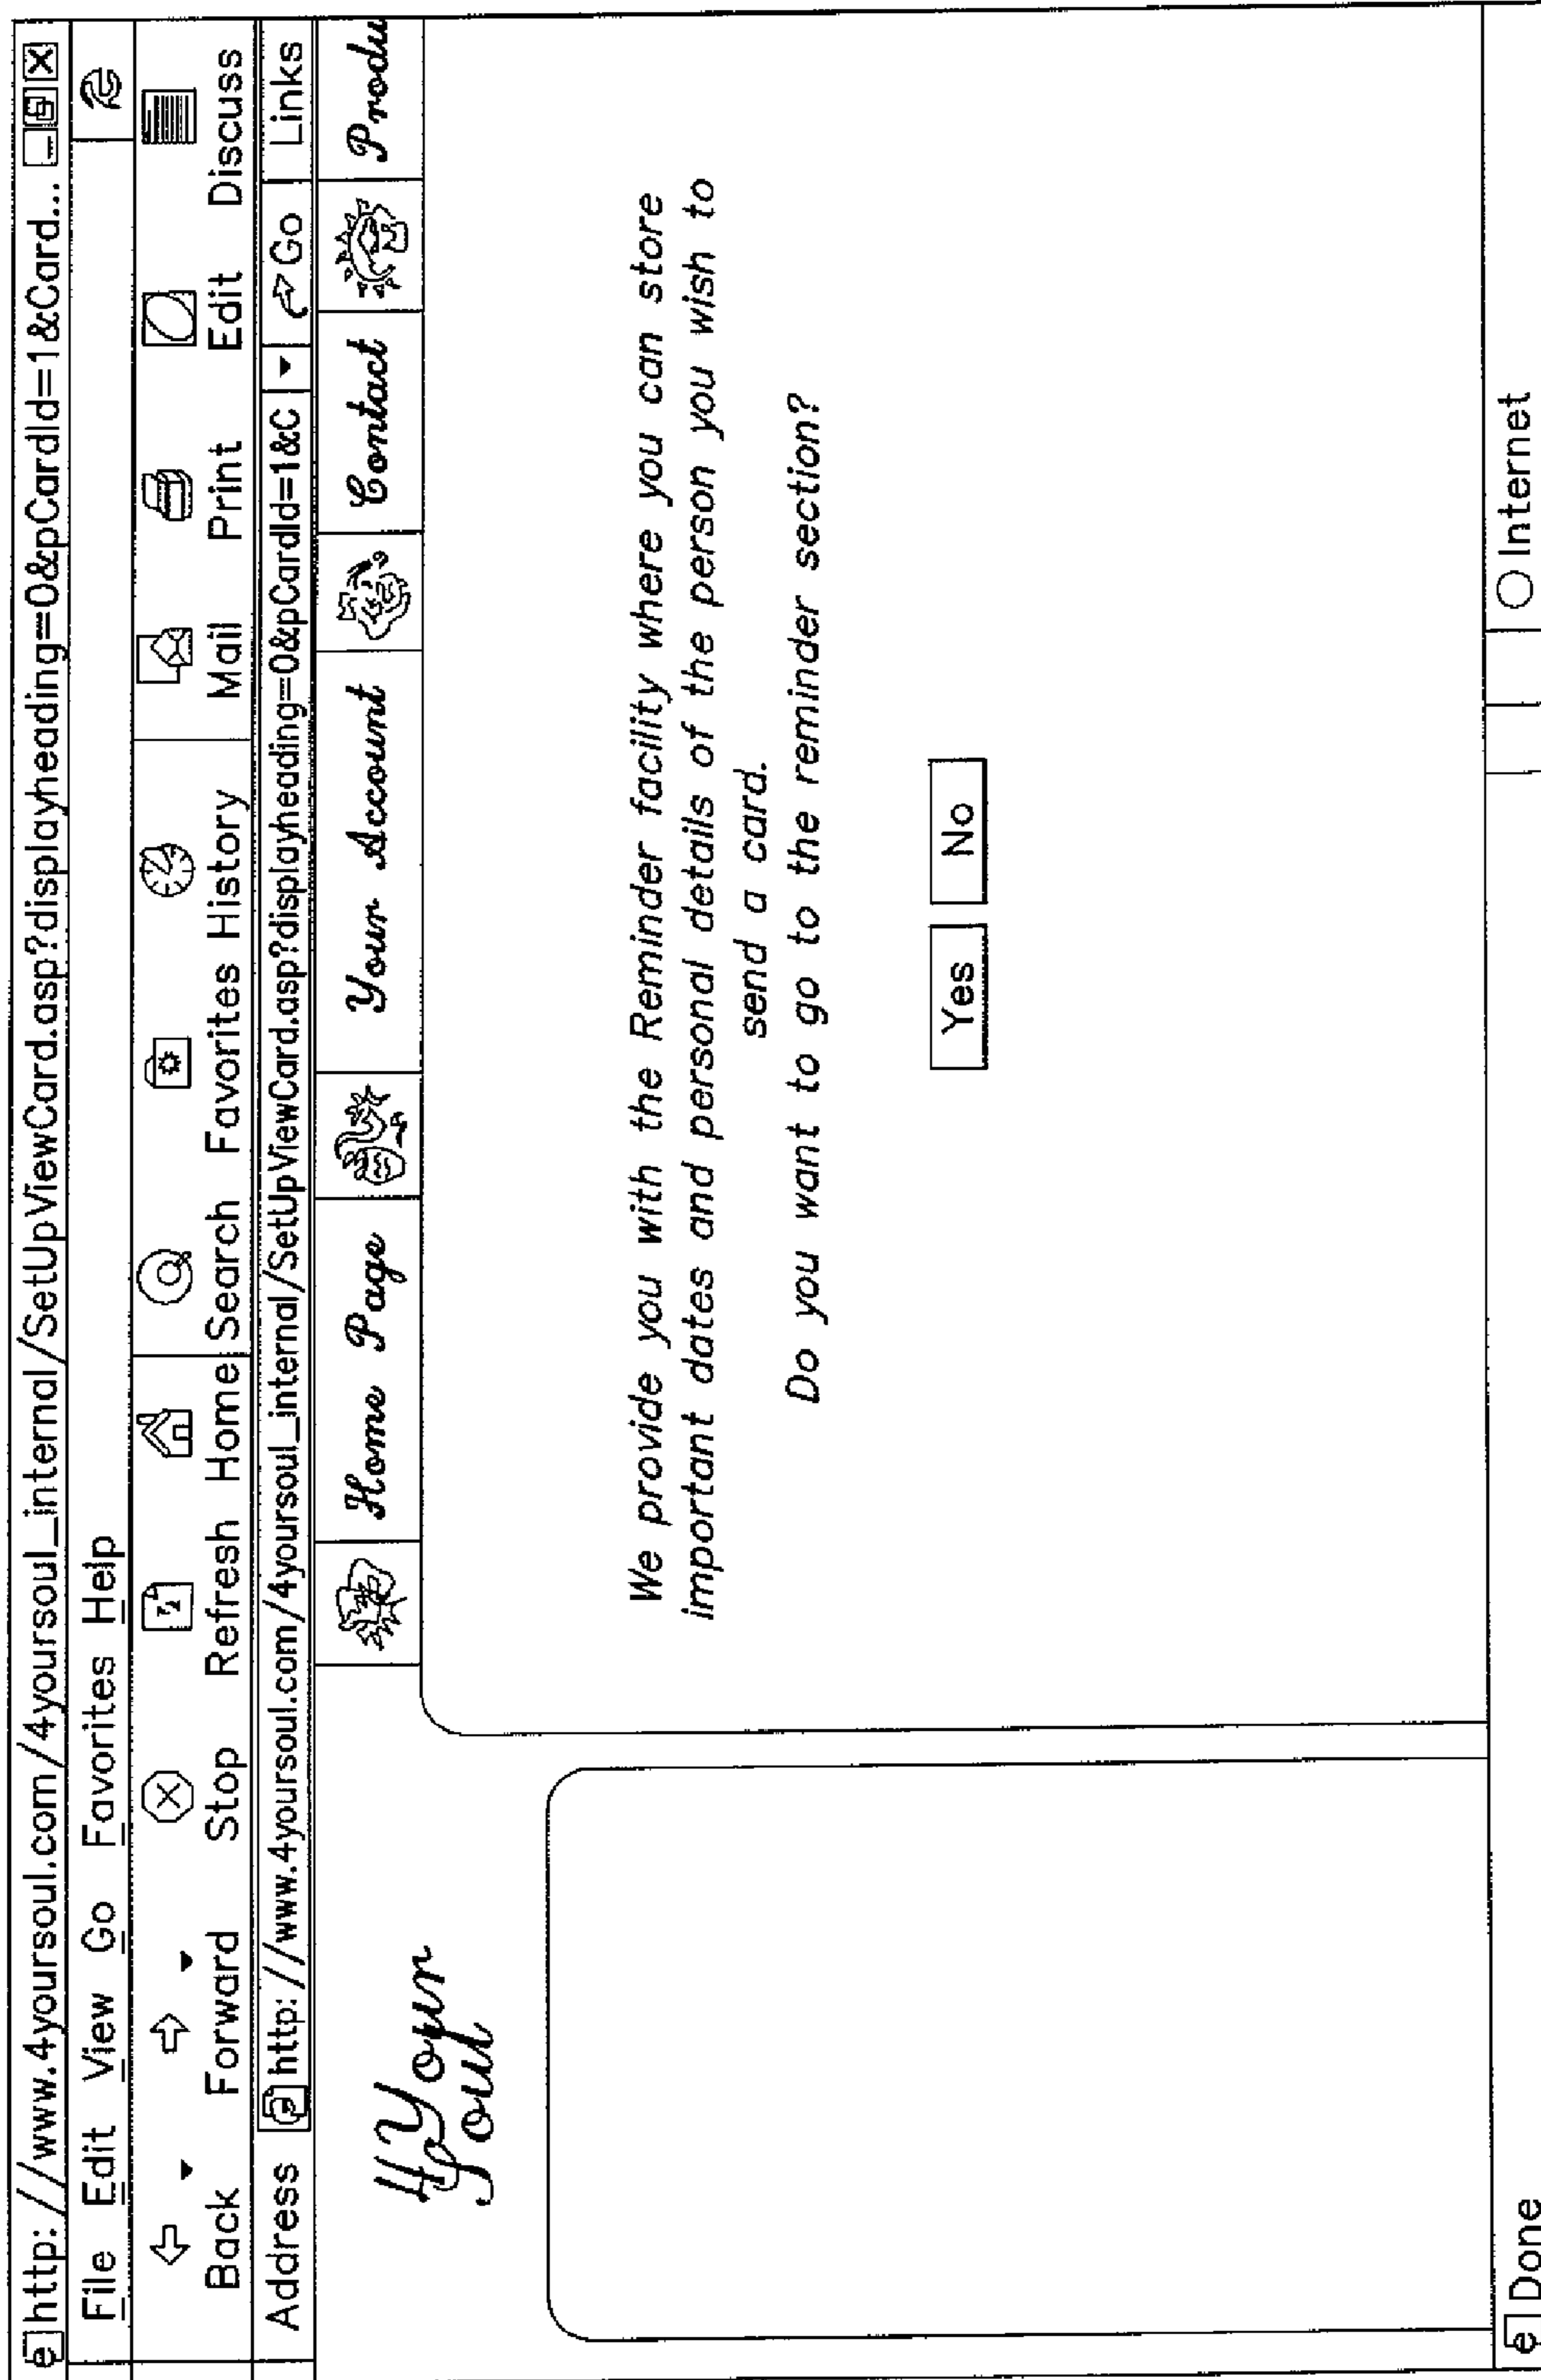 http://www.4yoursoul.com/4yoursoul_internal/SetUpViewCard.asp?displayheading=0&pCardId=1&Card...
File Edit View Go Favorites Help
Back Forward Stop Refresh Home Search Favorites History Mail Print Edit Discuss
Address http://www.4yoursoul.com/4yoursoul_internal/SetUpViewCard.asp?displayheading=0&pCardId=1&C Go Links
Home Page Your Account Contact Produ
4 Your
Soul
We provide you with the Reminder facility where you can store
important dates and personal details of the person you wish to
send a card.
Do you want to go to the reminder section?
Yes No
Done Internet